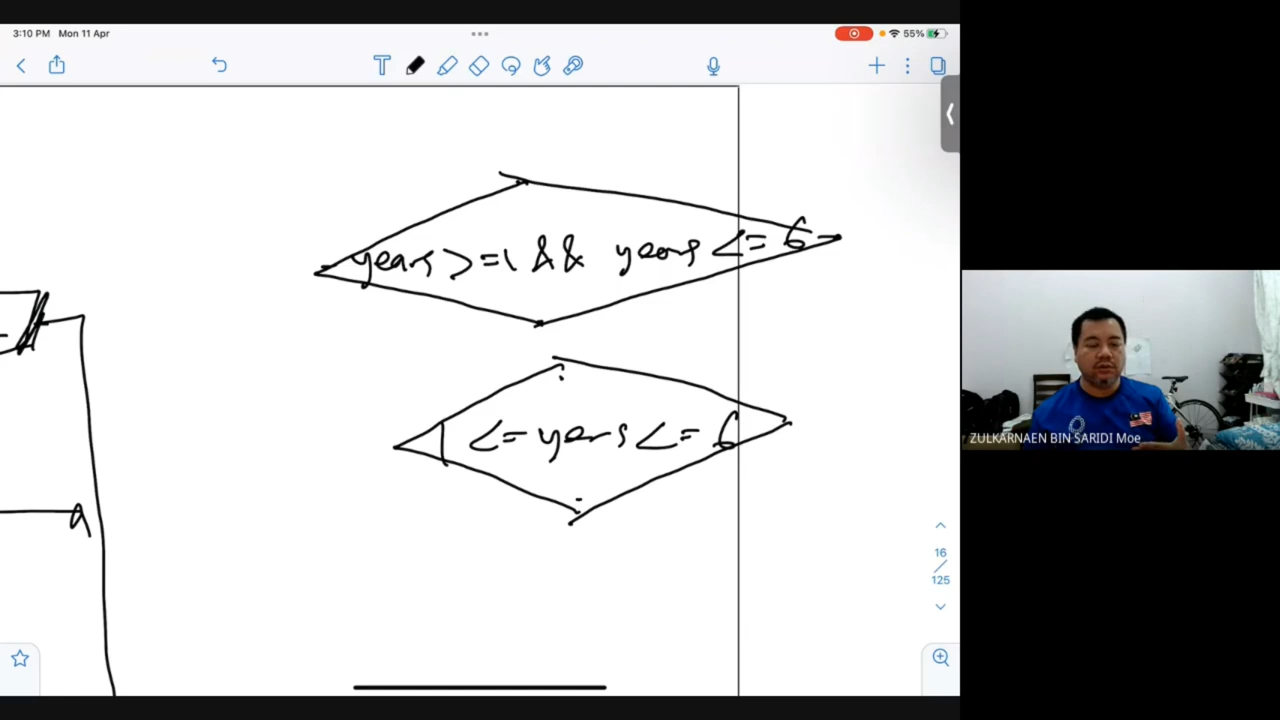 3:10 PM Mon 11 Apr
55%
T
years >=1 && years <= 6
1 <= years <= 6
ZULKARNAEN BIN SARIDI Moe
16
125